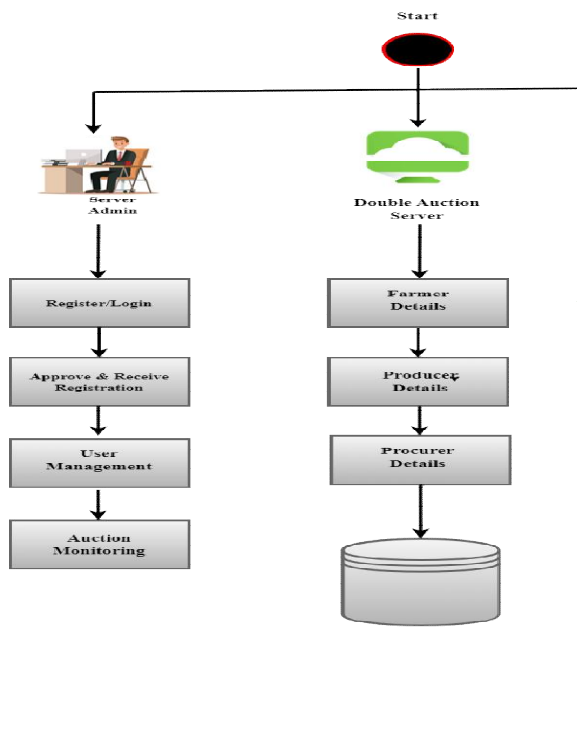 Start
Server
Admin
Double Auction
Server
Register/Login
Farmer
Details
Approve & Receive
Registration
Producer
Details
User
Management
Procurer
Details
Auction
Monitoring